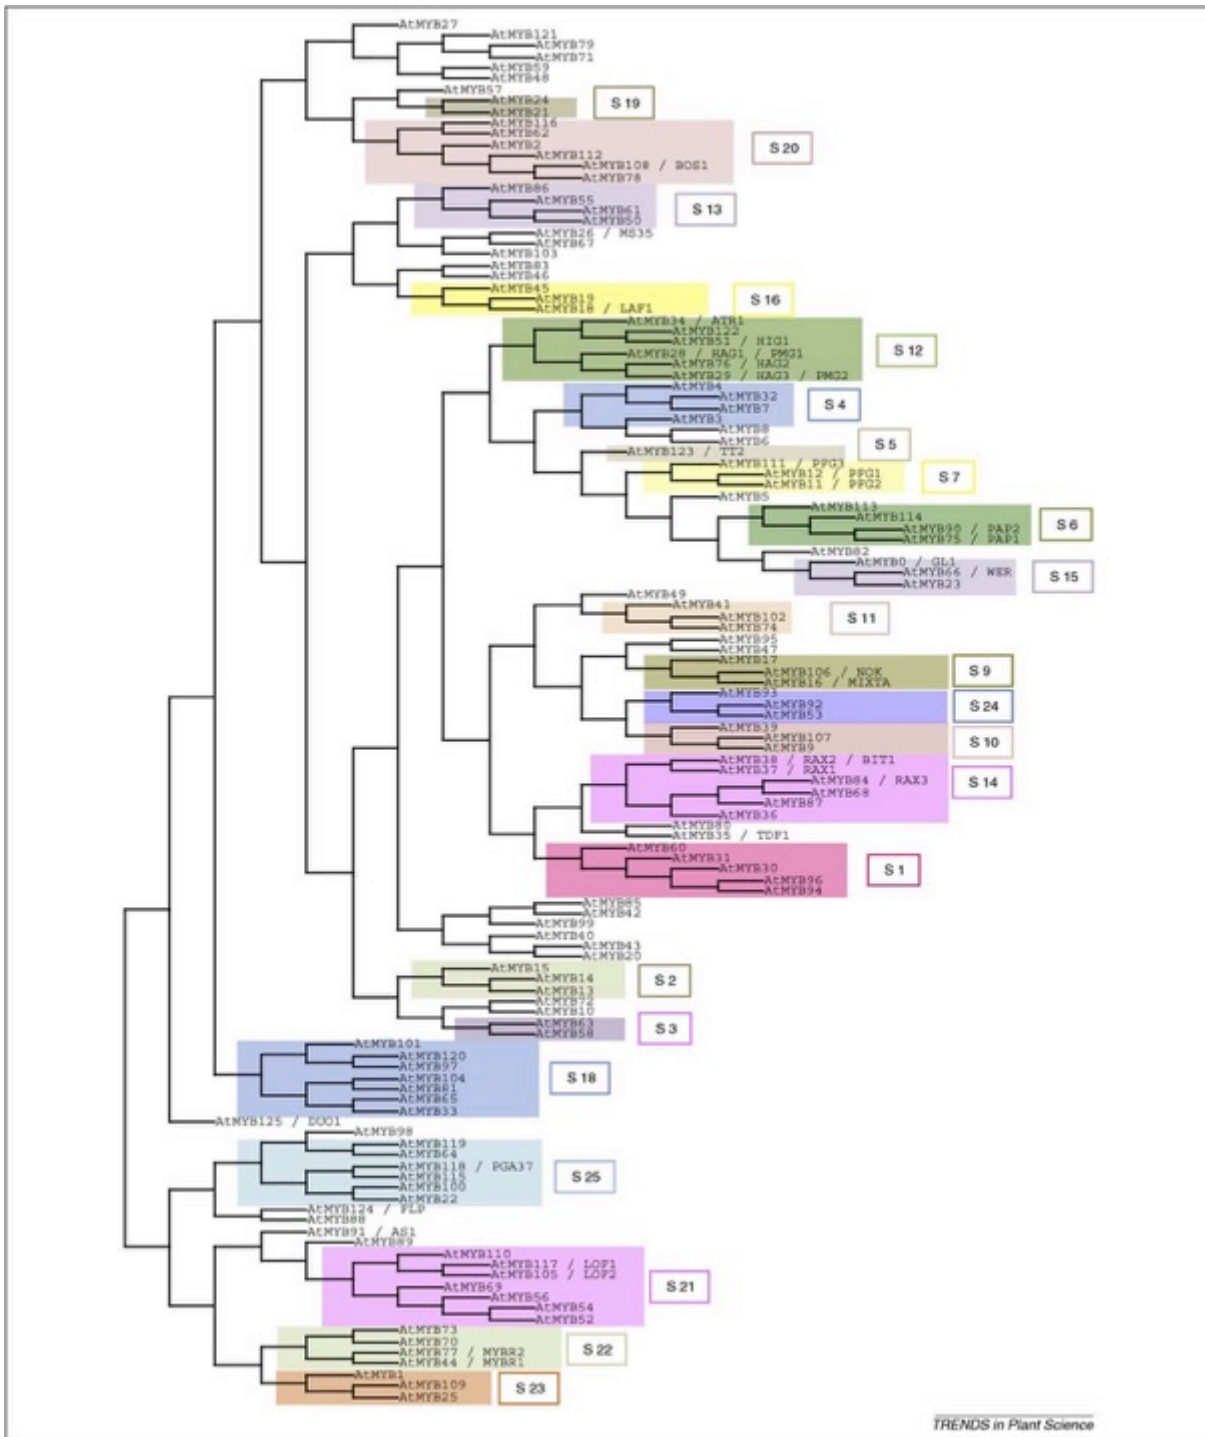 AtMYB27
AtMYB121
AtMYB79
AtMYB71
AtMYB59
AtMYB48
AtMYB57
AtMYB24
S 19
AtMYB21
AtMYB116
AtMYB62
AtMYB2
S 20
AtMYB112
AtMYB108 / BOS1
AtMYB78
AtMYB86
AtMYB55
S 13
AtMYB61
AtMYB50
AtMYB26 / MS35
AtMYB67
AtMYB103
AtMYB83
AtMYB46
AtMYB45
AtMYB19
S 16
AtMYB18 / LAF1
AtMYB34 / ATR1
AtMYB122
AtMYB51 / HIG1
S 12
AtMYB28 / HAG1 / PMG1
AtMYB76 / HAG2
AtMYB29 / HAG3 / PMG2
AtMYB4
AtMYB32
S 4
AtMYB7
AtMYB3
AtMYB8
AtMYB6
S 5
AtMYB123 / TT2
AtMYB111 / PFG3
AtMYB12 / PFG1
S 7
AtMYB11 / PFG2
AtMYB5
AtMYB113
AtMYB114
S 6
AtMYB90 / PAP2
AtMYB75 / PAP1
AtMYB82
AtMYB0 / GL1
AtMYB66 / WER
S 15
AtMYB23
AtMYB49
AtMYB41
AtMYB102
S 11
AtMYB74
AtMYB95
AtMYB47
AtMYB17
AtMYB106 / NOK
S 9
AtMYB16 / MIXTA
AtMYB93
AtMYB92
S 24
AtMYB53
AtMYB39
AtMYB107
S 10
AtMYB9
AtMYB38 / RAX2 / BIT1
AtMYB37 / RAX1
AtMYB84 / RAX3
S 14
AtMYB68
AtMYB87
AtMYB36
AtMYB80
AtMYB35 / TDF1
AtMYB60
AtMYB31
AtMYB30
S 1
AtMYB96
AtMYB94
AtMYB85
AtMYB42
AtMYB99
AtMYB40
AtMYB43
AtMYB20
AtMYB15
AtMYB14
S 2
AtMYB13
AtMYB72
AtMYB10
AtMYB63
S 3
AtMYB58
AtMYB101
AtMYB120
AtMYB97
AtMYB104
S 18
AtMYB81
AtMYB65
AtMYB33
AtMYB125 / DUO1
AtMYB98
AtMYB119
AtMYB64
AtMYB118 / PGA37
AtMYB115
S 25
AtMYB100
AtMYB22
AtMYB124 / FLP
AtMYB88
AtMYB91 / AS1
AtMYB89
AtMYB110
AtMYB117 / LOF1
AtMYB105 / LOF2
S 21
AtMYB69
AtMYB56
AtMYB54
AtMYB52
AtMYB73
AtMYB70
S 22
AtMYB77 / MYBR2
AtMYB44 / MYBR1
AtMYB1
AtMYB109
S 23
AtMYB25
TRENDS in Plant Science